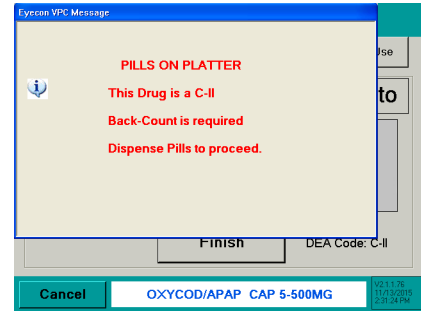 Eyecon VPC Message
PILLS ON PLATTER
This Drug is a C-II
Back-Count is required
Dispense Pills to proceed.
Use
to
Finish
DEA Code: C-II
Cancel
OXYCOD/APAP CAP 5-500MG
V2.1.1.76
11/13/2015
2:31:24 PM